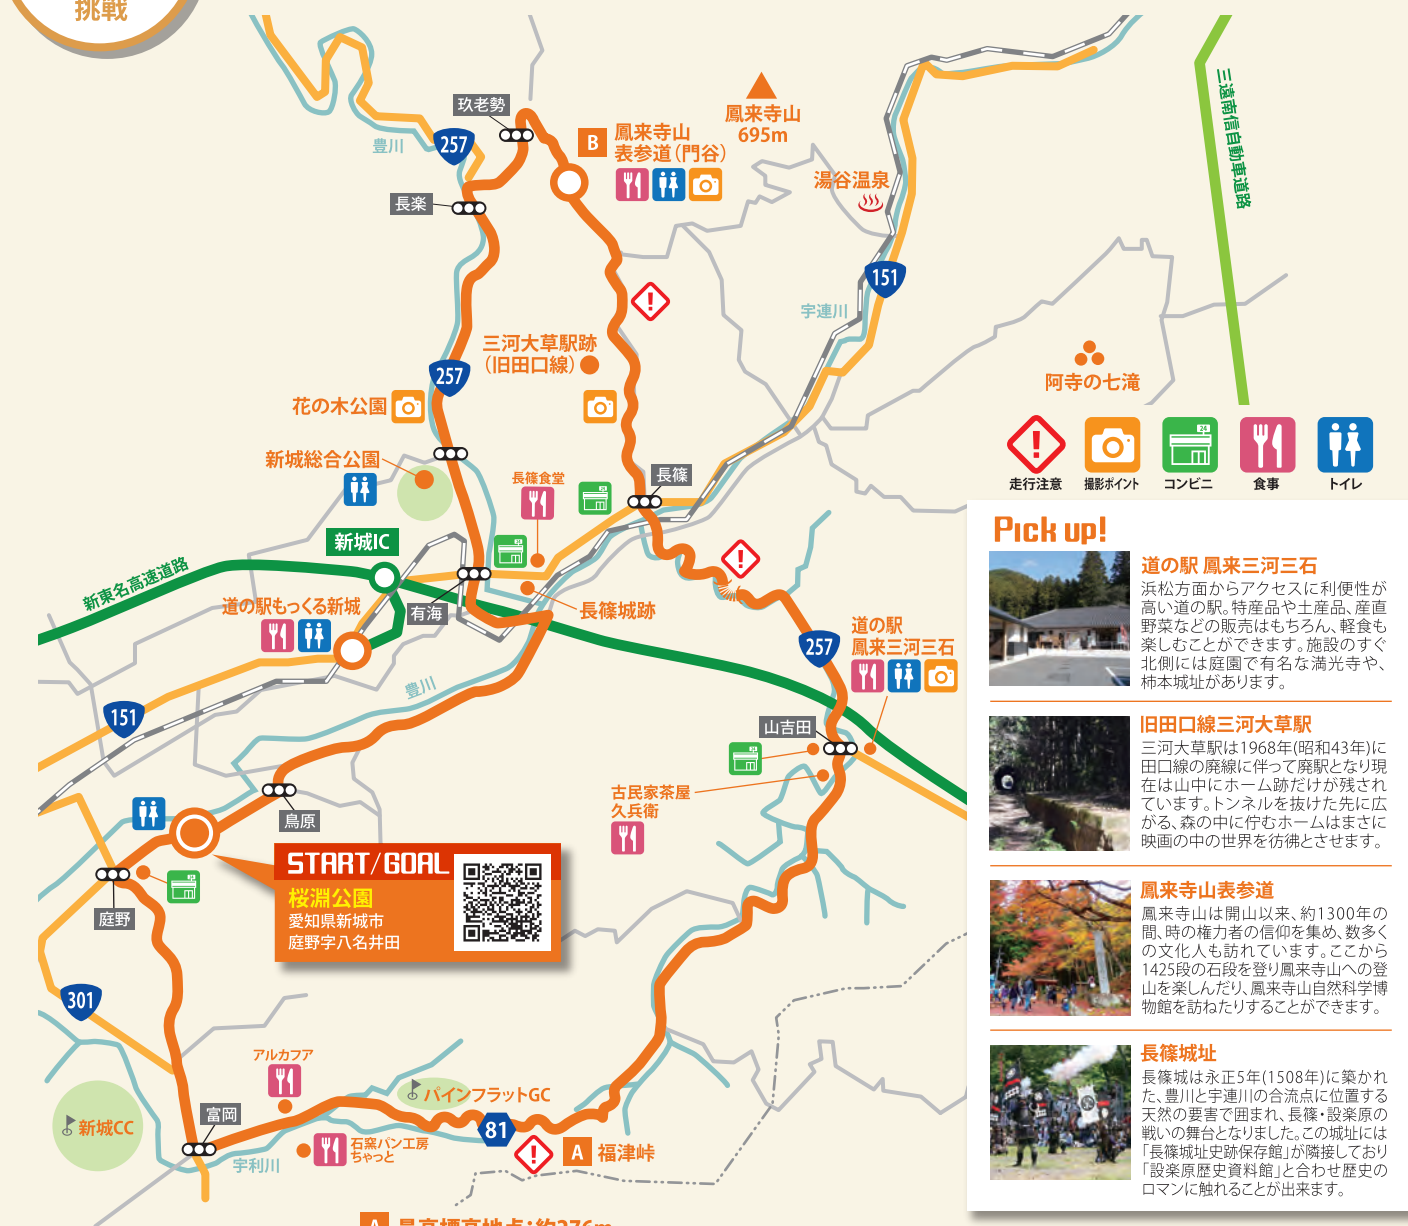 挑戦
玖老勢
257
豊川
B
鳳来寺山
表参道(門谷)
鳳来寺山
695m
湯谷温泉
三遠南信自動車道路
長楽
151
宇連川
三河大草駅跡
(旧田口線)
257
花の木公園
新城総合公園
長篠食堂
長篠
阿寺の七滝
走行注意
撮影ポイント
コンビニ
食事
トイレ
新城IC
新東名高速道路
道の駅もっくる新城
有海
長篠城跡
257
道の駅
鳳来三河三石
豊川
151
山吉田
古民家茶屋
久兵衛
鳥原
START/GOAL
桜淵公園
愛知県新城市
庭野字八名井田
庭野
301
アルカフア
パインフラットGC
新城CC
富岡
石窯パン工房
ちゃっと
宇利川
81
A
福津峠
A 最高標高地点:約276m
Pick up!
道の駅 鳳来三河三石
浜松方面からアクセスに利便性が
高い道の駅。特産品や土産品、産直
野菜などの販売はもちろん、軽食も
楽しむことができます。施設のすぐ
北側には庭園で有名な満光寺や、
柿本城址があります。
旧田口線三河大草駅
三河大草駅は1968年(昭和43年)に
田口線の廃線に伴って廃駅となり現
在は山中にホーム跡だけが残され
ています。トンネルを抜けた先に広
がる、森の中に佇むホームはまさに
映画の中の世界を彷彿とさせます。
鳳来寺山表参道
鳳来寺山は開山以来、約1300年の
間、時の権力者の信仰を集め、数多く
の文化人も訪れています。ここから
1425段の石段を登り鳳来寺山への登
山を楽しんだり、鳳来寺山自然科学博
物館を訪ねたりすることができます。
長篠城址
長篠城は永正5年(1508年)に築かれ
た、豊川と宇連川の合流点に位置する
天然の要害で囲まれ、長篠・設楽原の
戦いの舞台となりました。この城址には
「長篠城址史跡保存館」が隣接しており
「設楽原歴史資料館」と合わせ歴史の
ロマンに触れることが出来ます。